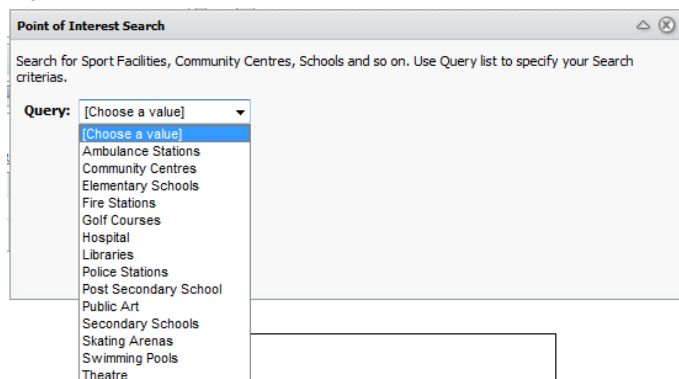 Point of Interest Search
Search for Sport Facilities, Community Centres, Schools and so on. Use Query list to specify your Search
criterias.
Query: [Choose a value]
[Choose a value]
Ambulance Stations
Community Centres
Elementary Schools
Fire Stations
Golf Courses
Hospital
Libraries
Police Stations
Post Secondary School
Public Art
Secondary Schools
Skating Arenas
Swimming Pools
Theatre